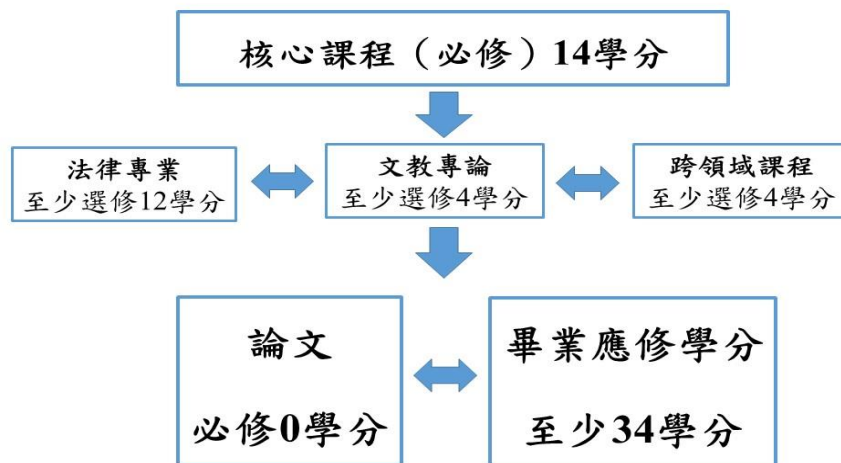 核心課程（必修）14學分
法律專業
至少選修12學分
文教專論
至少選修4學分
跨領域課程
至少選修4學分
論文
必修0學分
畢業應修學分
至少34學分